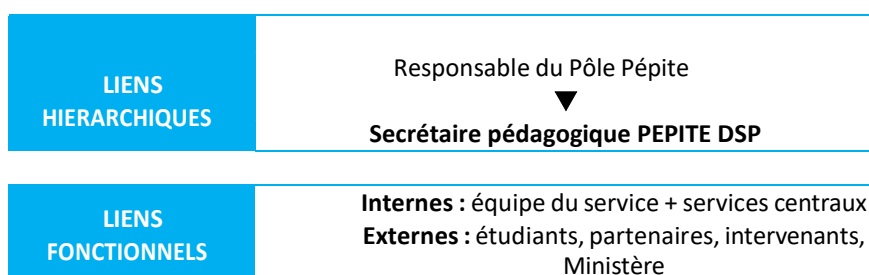 LIENS
HIERARCHIQUES
Responsable du Pôle Pépite
Secrétaire pédagogique PEPITE DSP
LIENS
FONCTIONNELS
Internes : équipe du service + services centraux
Externes : étudiants, partenaires, intervenants,
Ministère